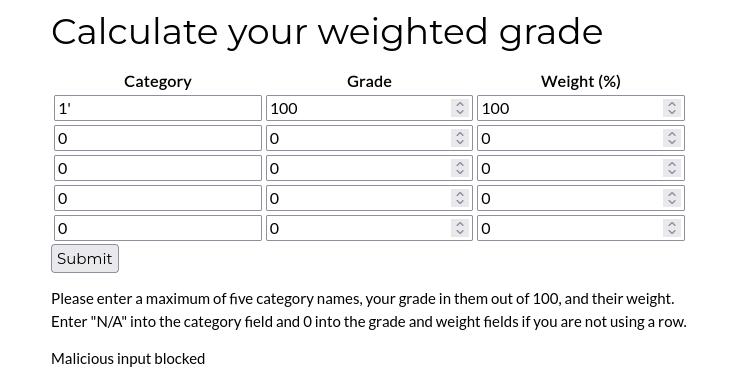 Calculate your weighted grade
Category Grade Weight (%)
1' 100 100
0 0 0
0 0 0
0 0 0
0 0 0
Submit
Please enter a maximum of five category names, your grade in them out of 100, and their weight.
Enter "N/A" into the category field and 0 into the grade and weight fields if you are not using a row.
Malicious input blocked